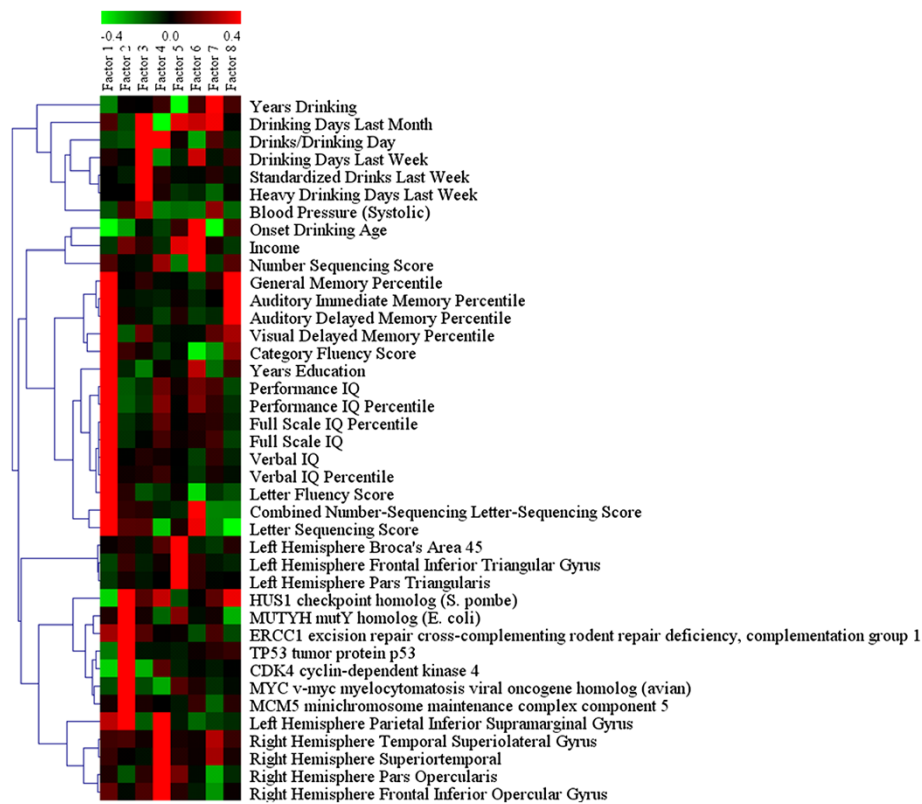 -0.4 0.0 0.4
Factor 1
Factor 2
Factor 3
Factor 4
Factor 5
Factor 6
Factor 7
Factor 8
Years Drinking
Drinking Days Last Month
Drinks/Drinking Day
Drinking Days Last Week
Standardized Drinks Last Week
Heavy Drinking Days Last Week
Blood Pressure (Systolic)
Onset Drinking Age
Income
Number Sequencing Score
General Memory Percentile
Auditory Immediate Memory Percentile
Auditory Delayed Memory Percentile
Visual Delayed Memory Percentile
Category Fluency Score
Years Education
Performance IQ
Performance IQ Percentile
Full Scale IQ Percentile
Full Scale IQ
Verbal IQ
Verbal IQ Percentile
Letter Fluency Score
Combined Number-Sequencing Letter-Sequencing Score
Letter Sequencing Score
Left Hemisphere Broca's Area 45
Left Hemisphere Frontal Inferior Triangular Gyrus
Left Hemisphere Pars Triangularis
HUS1 checkpoint homolog (S. pombe)
MUTYH mutY homolog (E. coli)
ERCC1 excision repair cross-complementing rodent repair deficiency, complementation group 1
TP53 tumor protein p53
CDK4 cyclin-dependent kinase 4
MYC v-myc myelocytomatosis viral oncogene homolog (avian)
MCM5 minichromosome maintenance complex component 5
Left Hemisphere Parietal Inferior Supramarginal Gyrus
Right Hemisphere Temporal Superiolateral Gyrus
Right Hemisphere Superiortemporal
Right Hemisphere Pars Opercularis
Right Hemisphere Frontal Inferior Opercular Gyrus